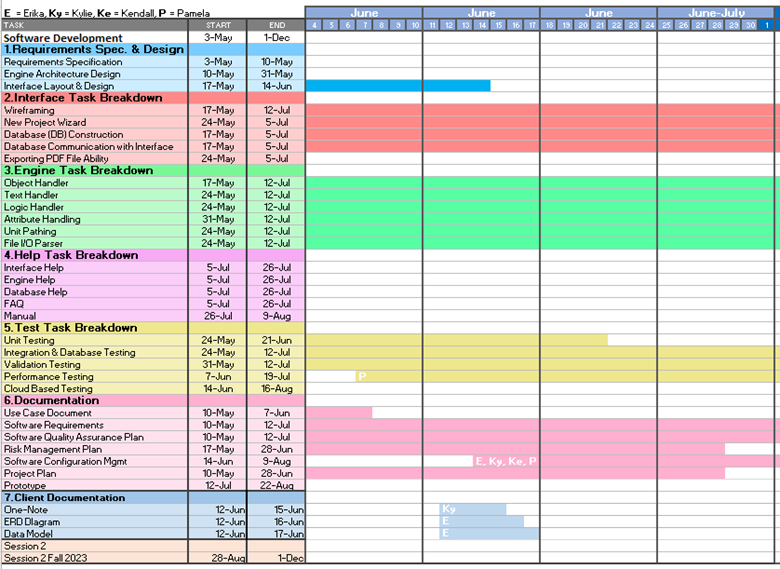 E = Erika, Ky = Kylie, Ke = Kendall, P = Pamela
June June June June-July
TASK START END 4 5 6 7 8 9 10 11 12 13 14 15 16 17 18 19 20 21 22 23 24 25 26 27 28 29 30 1
Software Development 3-May 1-Dec
1.Requirements Spec. & Design
Requirements Specification 3-May 10-May
Engine Architecture Design 10-May 31-May
Interface Layout & Design 17-May 14-Jun
2.Interface Task Breakdown
Wireframing 17-May 12-Jul
New Project Wizard 24-May 5-Jul
Database (DB) Construction 17-May 5-Jul
Database Communication with Interface 17-May 5-Jul
Exporting PDF File Ability 24-May 5-Jul
3.Engine Task Breakdown
Object Handler 17-May 12-Jul
Text Handler 24-May 12-Jul
Logic Handler 24-May 12-Jul
Attribute Handling 31-May 12-Jul
Unit Pathing 24-May 12-Jul
File I/O Parser 24-May 12-Jul
4.Help Task Breakdown
Interface Help 5-Jul 26-Jul
Engine Help 5-Jul 26-Jul
Database Help 5-Jul 26-Jul
FAQ 5-Jul 26-Jul
Manual 26-Jul 9-Aug
5.Test Task Breakdown
Unit Testing 24-May 21-Jun
Integration & Database Testing 24-May 12-Jul
Validation Testing 31-May 12-Jul
Performance Testing 7-Jun 19-Jul P
Cloud Based Testing 14-Jun 16-Aug
6.Documentation
Use Case Document 10-May 7-Jun
Software Requirements 10-May 12-Jul
Software Quality Assurance Plan 10-May 12-Jul
Risk Management Plan 17-May 28-Jun
Software Configuration Mgmt 14-Jun 9-Aug E, Ky, Ke, P
Project Plan 10-May 28-Jun
Prototype 12-Jul 22-Aug
7.Client Documentation
One-Note 12-Jun 15-Jun Ky
ERD DIagram 12-Jun 16-Jun E
Data Model 12-Jun 17-Jun E
Session 2
Session 2 Fall 2023 28-Aug 1-Dec